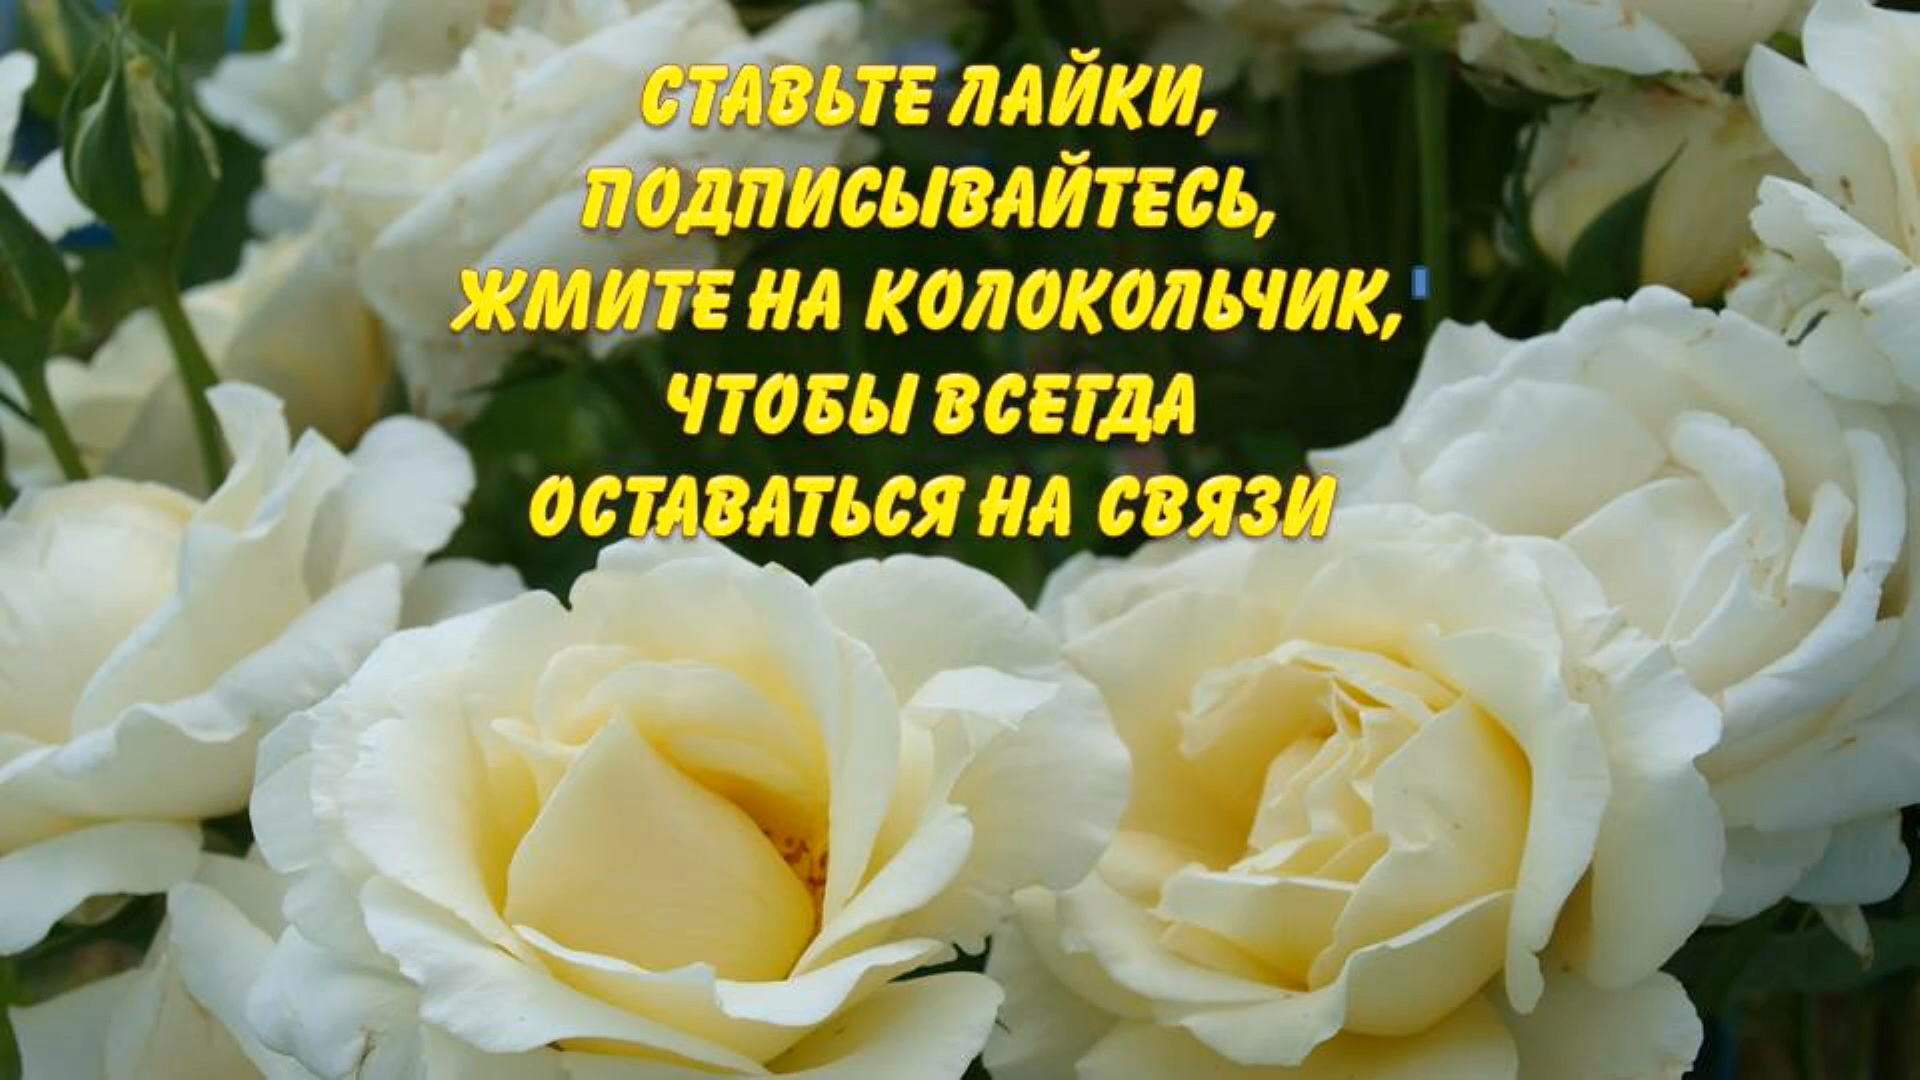 СТАВЬТЕ ЛАЙКИ,
ПОДПИСЫВАЙТЕСЬ,
ЖМИТЕ НА КОЛОКОЛЬЧИК,
ЧТОБЫ ВСЕГДА
ОСТАВАТЬСЯ НА СВЯЗИ